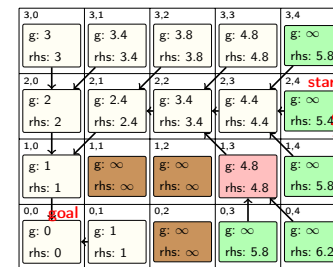 3,0 3,1 3,2 3,3 3,4
g: 3 g: 3.4 g: 3.8 g: 4.8 g: ∞
rhs: 3 rhs: 3.4 rhs: 3.8 rhs: 4.8 rhs: 5.8
2,0 2,1 2,2 2,3 2,4 star
g: 2 g: 2.4 g: 3.4 g: 4.4 g: ∞
rhs: 2 rhs: 2.4 rhs: 3.4 rhs: 4.4 rhs: 5.4
1,0 1,1 1,2 1,3 1,4
g: 1 g: ∞ g: ∞ g: 4.8 g: ∞
rhs: 1 rhs: ∞ rhs: ∞ rhs: 4.8 rhs: 5.8
0,0 goal 0,1 0,2 0,3 0,4
g: 0 g: 1 g: ∞ g: ∞ g: ∞
rhs: 0 rhs: 1 rhs: ∞ rhs: 5.8 rhs: 6.2